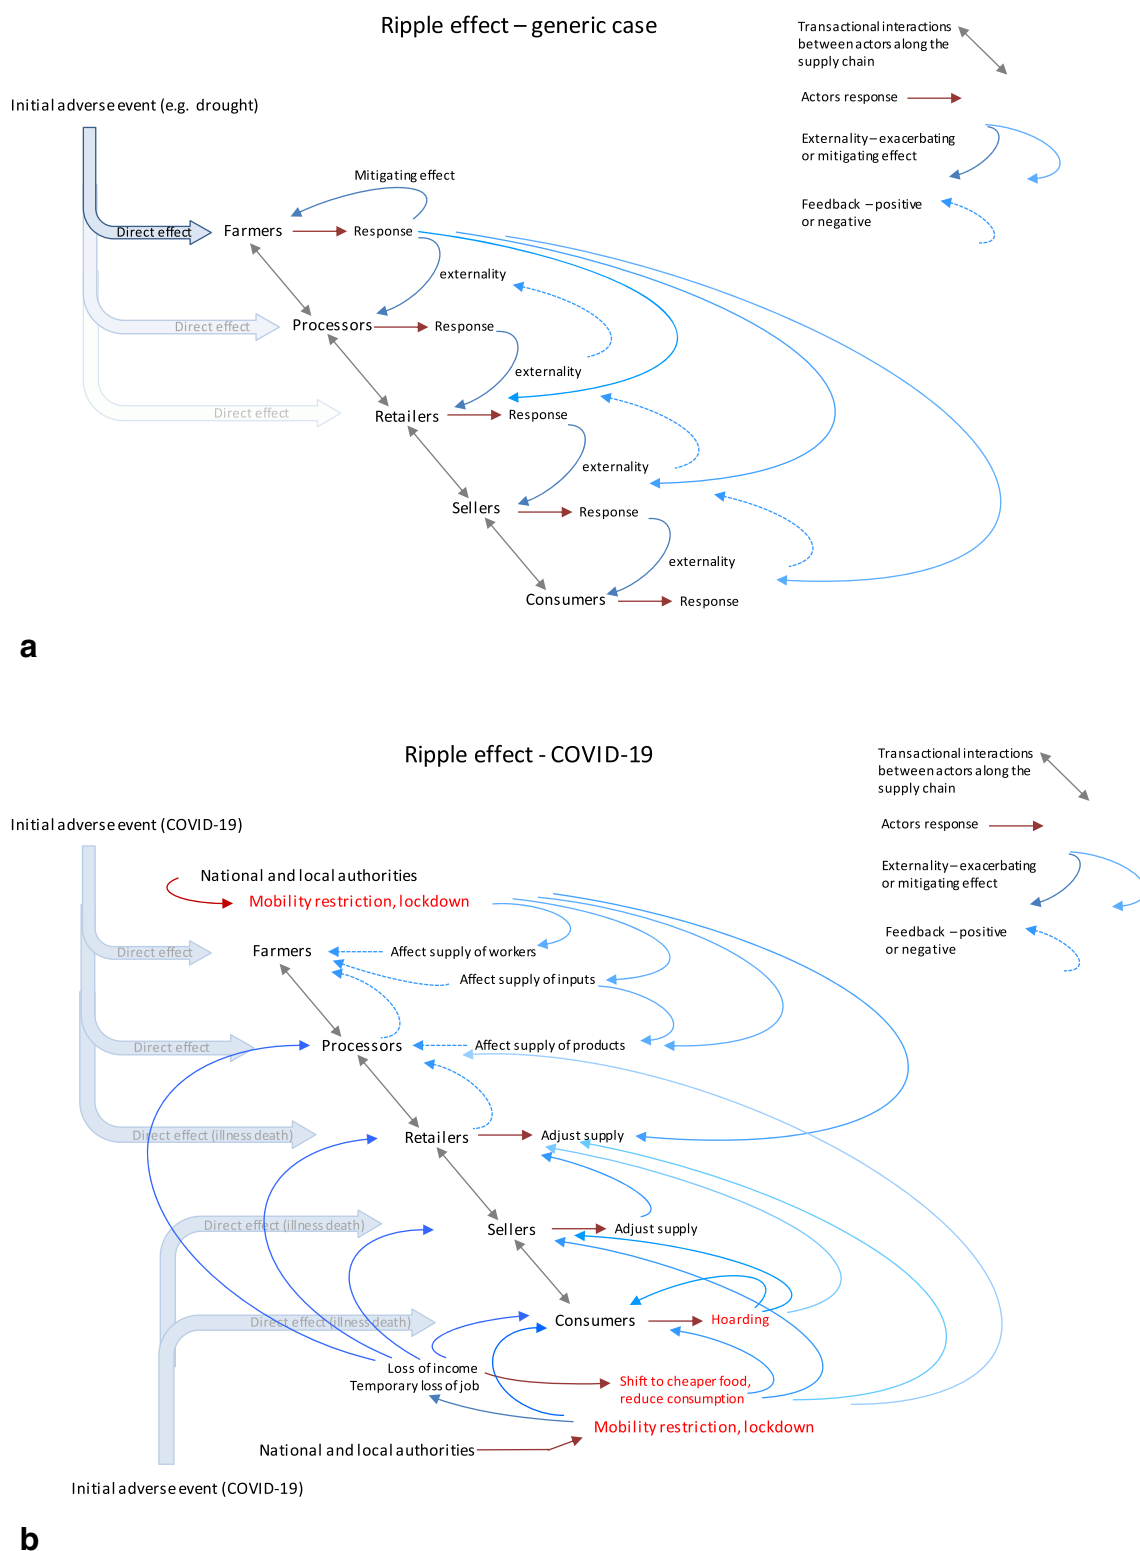 Ripple effect – generic case
Transactional interactions
between actors along the
supply chain
Actors response
Externality – exacerbating
or mitigating effect
Feedback – positive
or negative
Initial adverse event (e.g. drought)
Mitigating effect
Direct effect
Farmers
Response
externality
Direct effect
Processors
Response
externality
Direct effect
Retailers
Response
externality
Sellers
Response
externality
Consumers
Response
a
Ripple effect - COVID-19
Transactional interactions
between actors along the
supply chain
Actors response
Externality – exacerbating
or mitigating effect
Feedback – positive
or negative
Initial adverse event (COVID-19)
National and local authorities
Mobility restriction, lockdown
Direct effect
Farmers
Affect supply of workers
Affect supply of inputs
Direct effect
Processors
Affect supply of products
Direct effect (illness death)
Retailers
Adjust supply
Direct effect (illness death)
Sellers
Adjust supply
Direct effect (illness death)
Consumers
Hoarding
Loss of income
Temporary loss of job
Shift to cheaper food,
reduce consumption
Mobility restriction, lockdown
National and local authorities
Initial adverse event (COVID-19)
b